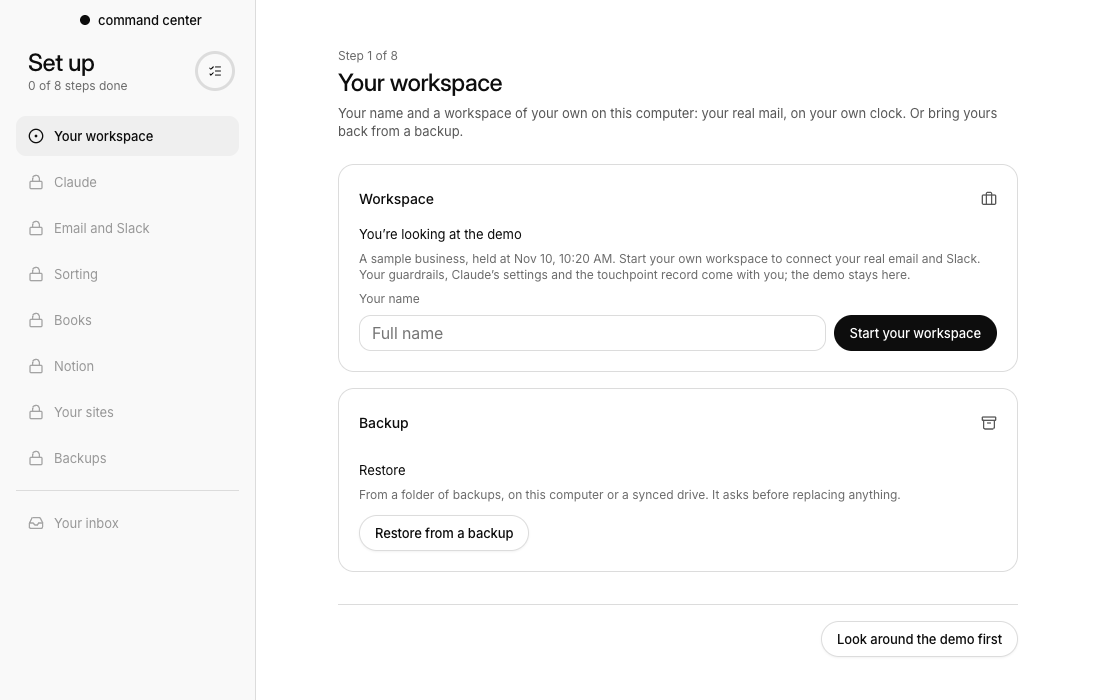 command center
Set up
0 of 8 steps done
Your workspace
Claude
Email and Slack
Sorting
Books
Notion
Your sites
Backups
Your inbox
Step 1 of 8
Your workspace
Your name and a workspace of your own on this computer: your real mail, on your own clock. Or bring yours
back from a backup.
Workspace
You’re looking at the demo
A sample business, held at Nov 10, 10:20 AM. Start your own workspace to connect your real email and Slack.
Your guardrails, Claude’s settings and the touchpoint record come with you; the demo stays here.
Your name
Full name
Start your workspace
Backup
Restore
From a folder of backups, on this computer or a synced drive. It asks before replacing anything.
Restore from a backup
Look around the demo first